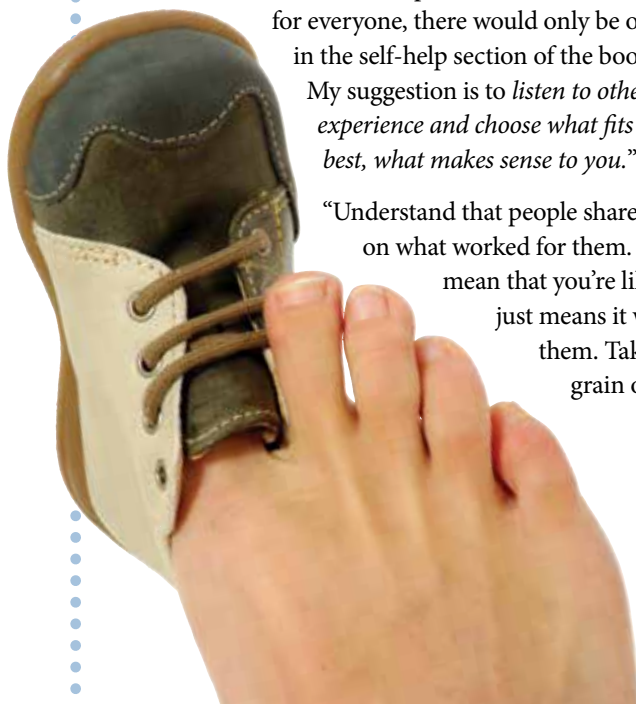 for everyone, there would only be o
in the self-help section of the boo
My suggestion is to listen to othe
experience and choose what fits
best, what makes sense to you.”
“Understand that people share
on what worked for them.
mean that you’re lik
just means it w
them. Tak
grain o